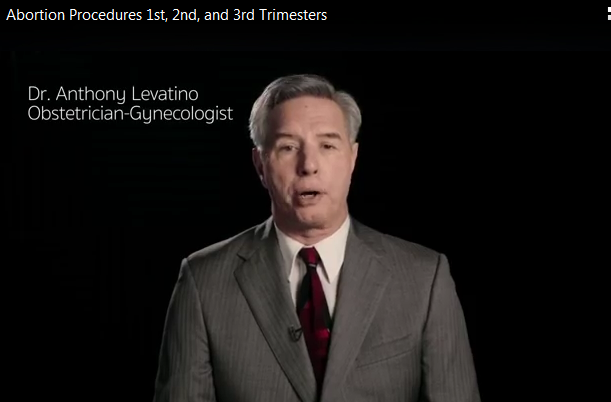 Abortion Procedures 1st, 2nd, and 3rd Trimesters
Dr. Anthony Levatino
Obstetrician-Gynecologist